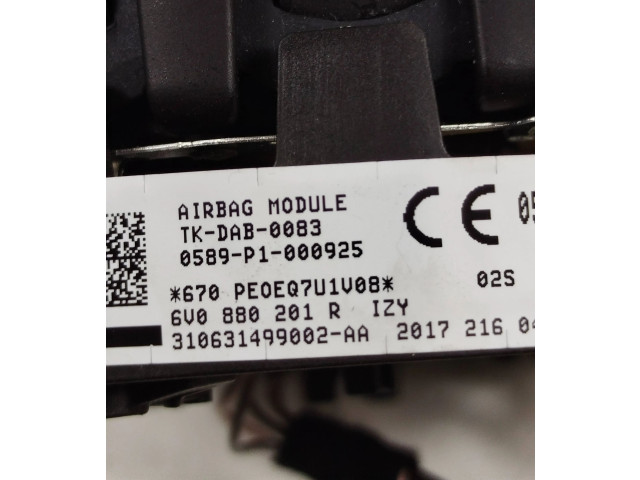 AIRBAG MODULE
TK-DAB-0083
0589-P1-000925
CE
*670 PE0EQ7U1V08*
02S
6V0 880 201 R IZY
310631499002-AA 2017 216